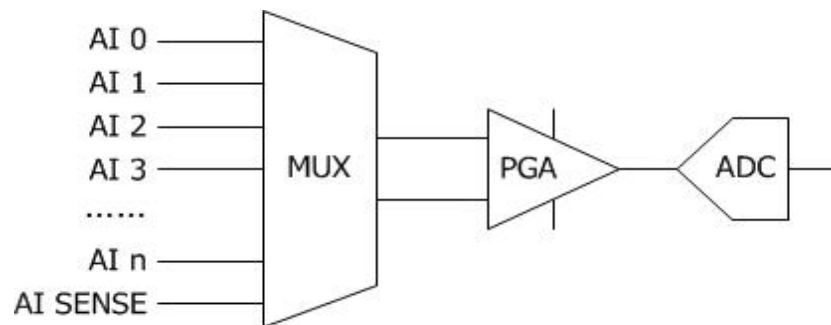 AI 0
AI 1
AI 2
AI 3
......
AI n
AI SENSE
MUX
PGA
ADC